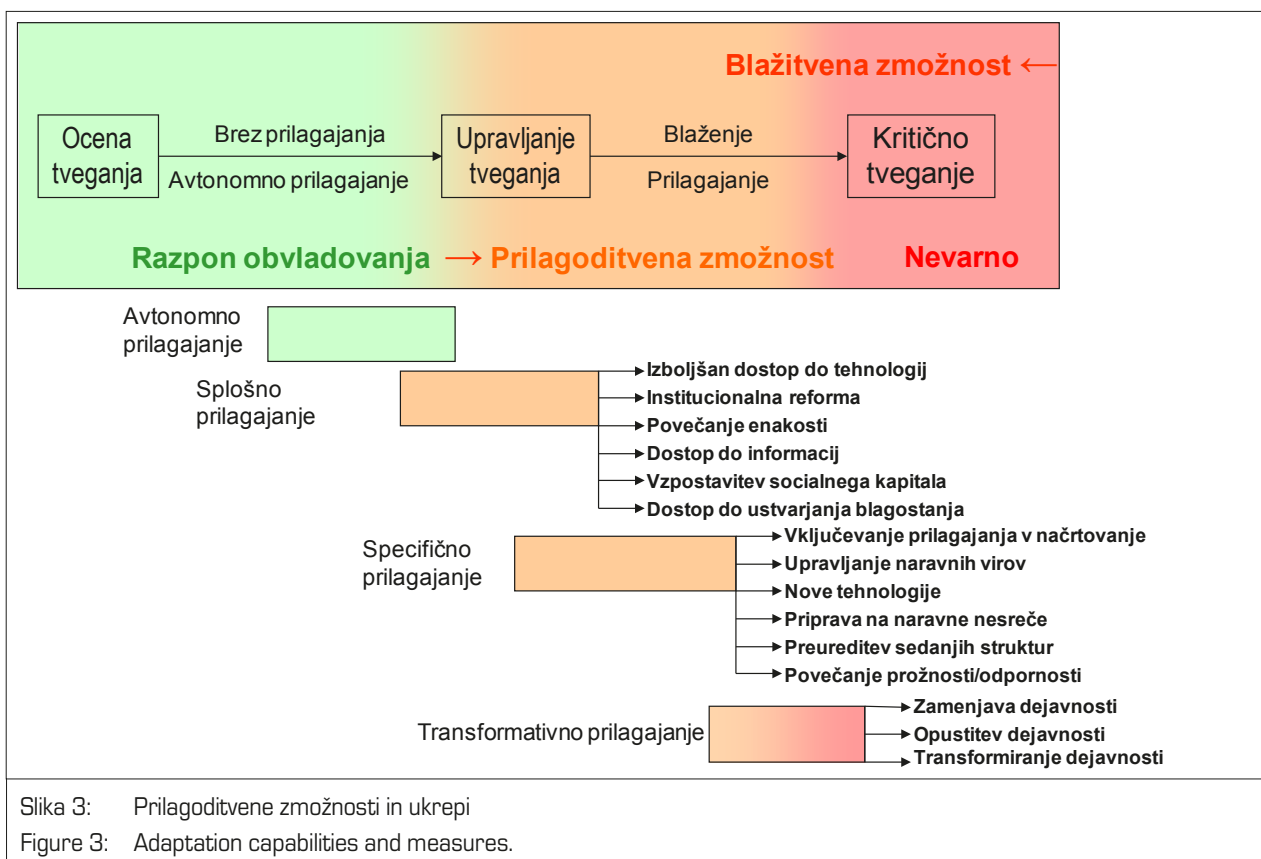 Blažitvena zmožnost ←
Ocena
tveganja
Brez prilagajanja
Avtonomno prilagajanje
Upravljanje
tveganja
Blaženje
Prilagajanje
Kritično
tveganje
Razpon obvladovanja → Prilagoditvena zmožnost
Nevarno
Avtonomno
prilagajanje
Splošno
prilagajanje
Izboljšan dostop do tehnologij
Institucionalna reforma
Povečanje enakosti
Dostop do informacij
Vzpostavitev socialnega kapitala
Dostop do ustvarjanja blagostanja
Specifično
prilagajanje
Vključevanje prilagajanja v načrtovanje
Upravljanje naravnih virov
Nove tehnologije
Priprava na naravne nesreče
Preureditev sedanjih struktur
Povečanje prožnosti/odpornosti
Transformativno prilagajanje
Zamenjava dejavnosti
Opustitev dejavnosti
Transformiranje dejavnosti
Slika 3: Prilagoditvene zmožnosti in ukrepi
Figure 3: Adaptation capabilities and measures.